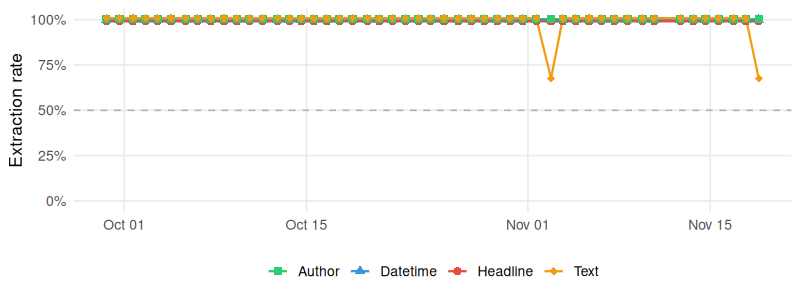 Extraction rate
100%
75%
50%
25%
0%
Oct 01 Oct 15 Nov 01 Nov 15
Author Datetime Headline Text